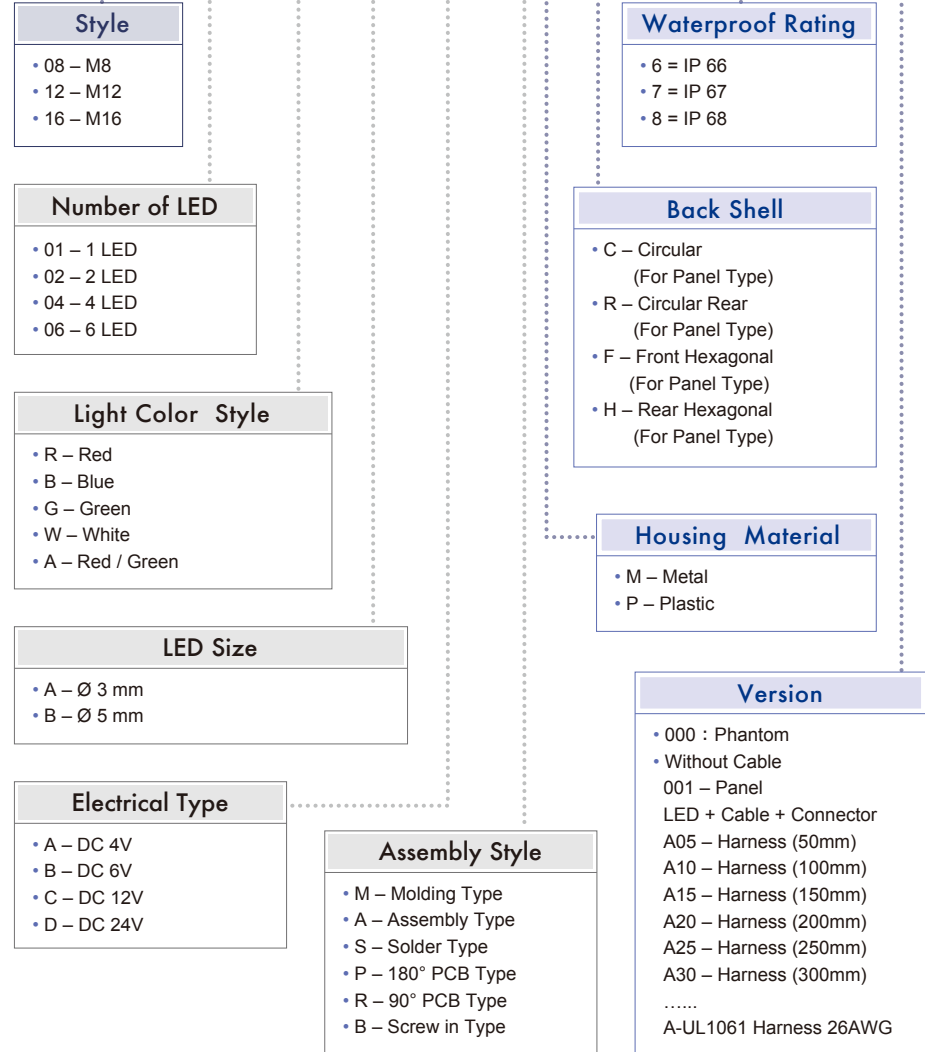 Style
• 08 – M8
• 12 – M12
• 16 – M16
Number of LED
• 01 – 1 LED
• 02 – 2 LED
• 04 – 4 LED
• 06 – 6 LED
Light Color Style
• R – Red
• B – Blue
• G – Green
• W – White
• A – Red / Green
LED Size
• A – Ø 3 mm
• B – Ø 5 mm
Electrical Type
• A – DC 4V
• B – DC 6V
• C – DC 12V
• D – DC 24V
Assembly Style
• M – Molding Type
• A – Assembly Type
• S – Solder Type
• P – 180° PCB Type
• R – 90° PCB Type
• B – Screw in Type
Waterproof Rating
• 6 = IP 66
• 7 = IP 67
• 8 = IP 68
Back Shell
• C – Circular
(For Panel Type)
• R – Circular Rear
(For Panel Type)
• F – Front Hexagonal
(For Panel Type)
• H – Rear Hexagonal
(For Panel Type)
Housing Material
• M – Metal
• P – Plastic
Version
• 000：Phantom
• Without Cable
001 – Panel
LED + Cable + Connector
A05 – Harness (50mm)
A10 – Harness (100mm)
A15 – Harness (150mm)
A20 – Harness (200mm)
A25 – Harness (250mm)
A30 – Harness (300mm)
…...
A-UL1061 Harness 26AWG